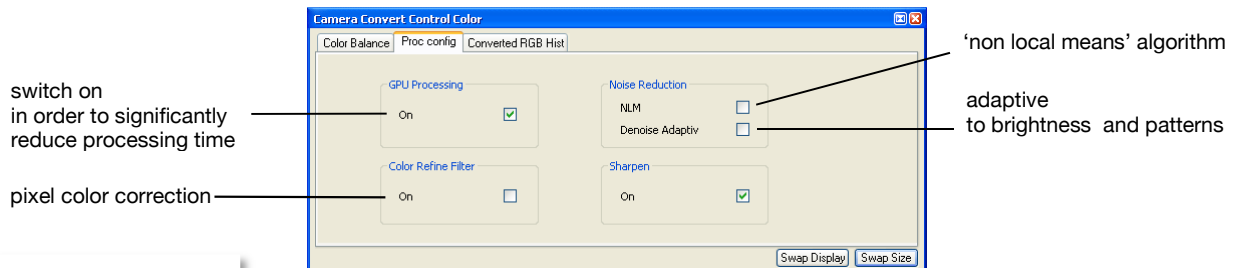 Camera Convert Control Color
Color Balance Proc config Converted RGB Hist
'non local means' algorithm
switch on
in order to significantly
reduce processing time
GPU Processing
On
Noise Reduction
NLM
Denoise Adaptiv
adaptive
to brightness and patterns
pixel color correction
Color Refine Filter
On
Sharpen
On
Swap Display Swap Size